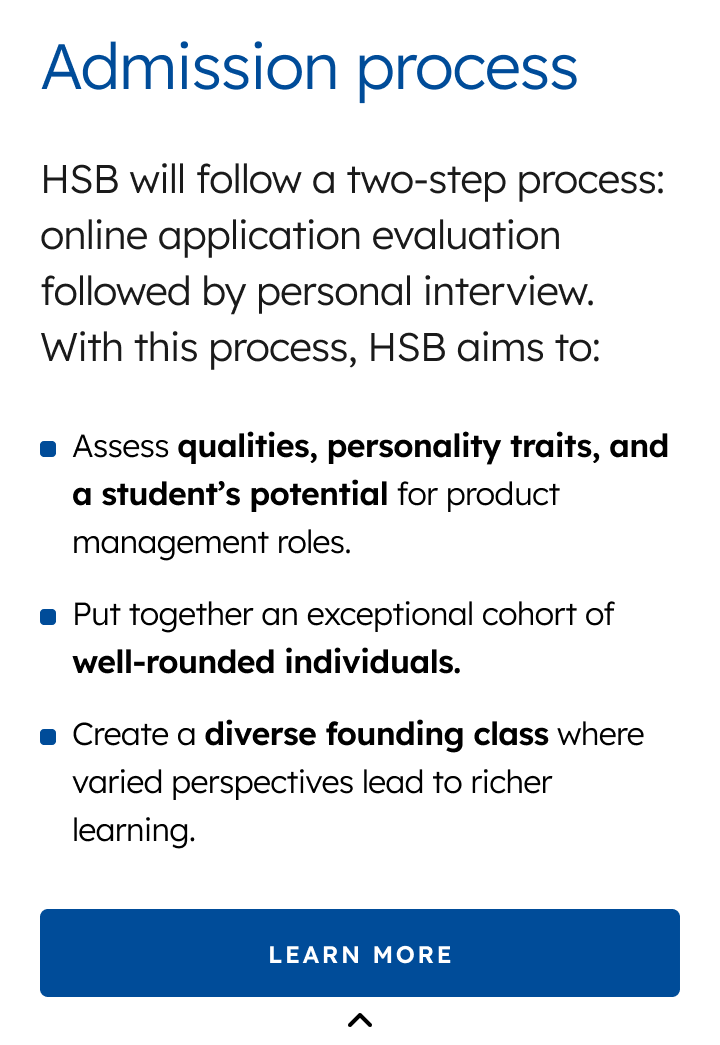 Admission process
HSB will follow a two-step process:
online application evaluation
followed by personal interview.
With this process, HSB aims to:
Assess qualities, personality traits, and
a student’s potential for product
management roles.
Put together an exceptional cohort of
well-rounded individuals.
Create a diverse founding class where
varied perspectives lead to richer
learning.
LEARN MORE